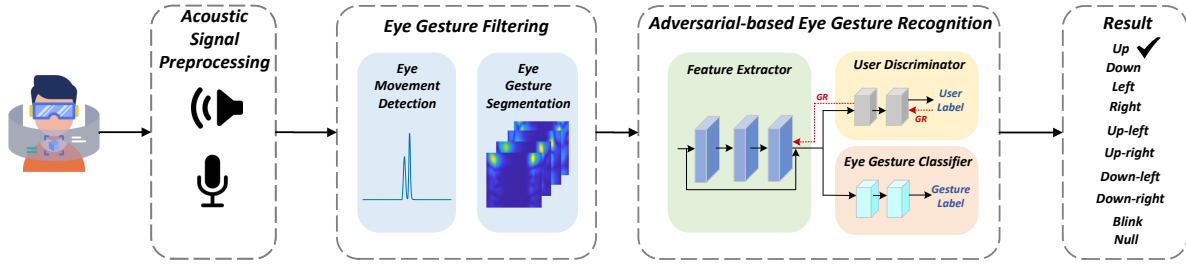 Acoustic
Signal
Preprocessing
Eye Gesture Filtering
Eye
Movement
Detection
Eye
Gesture
Segmentation
Adversarial-based Eye Gesture Recognition
Feature Extractor
GR
User Discriminator
User
Label
GR
Eye Gesture Classifier
Gesture
Label
Result
Up
Down
Left
Right
Up-left
Up-right
Down-left
Down-right
Blink
Null